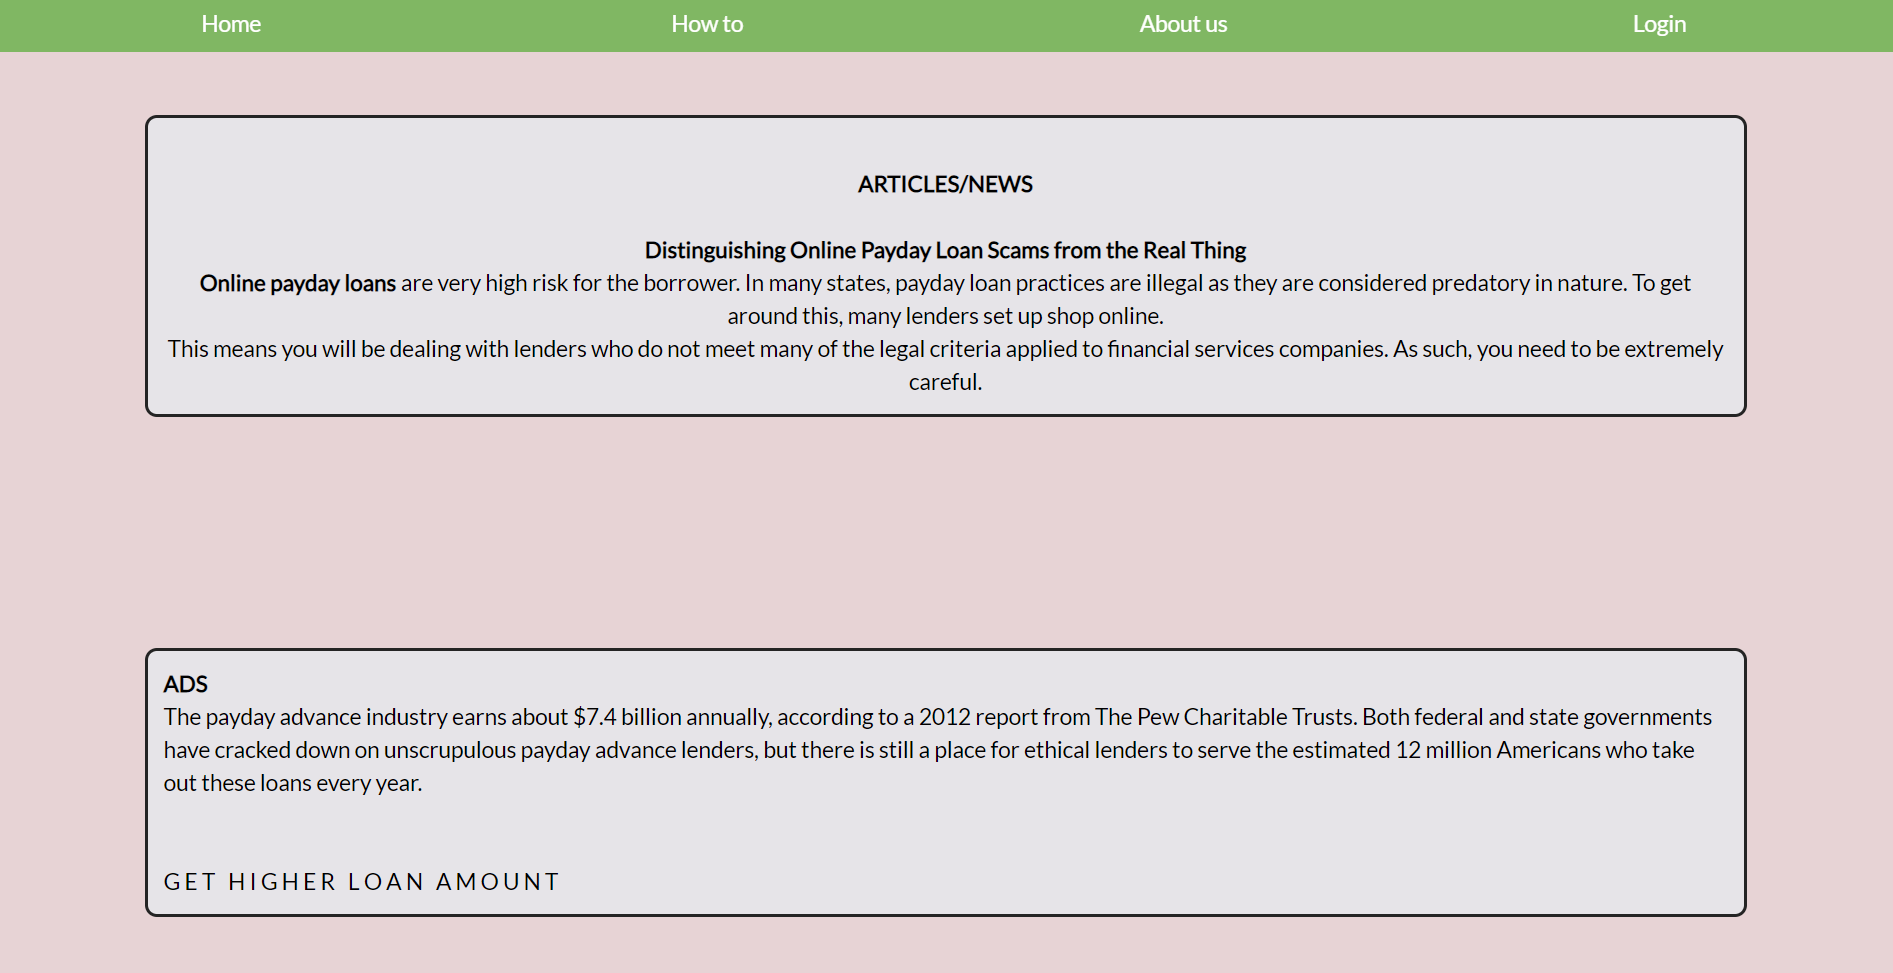 Home How to About us Login
ARTICLES/NEWS
Distinguishing Online Payday Loan Scams from the Real Thing
Online payday loans are very high risk for the borrower. In many states, payday loan practices are illegal as they are considered predatory in nature. To get
around this, many lenders set up shop online.
This means you will be dealing with lenders who do not meet many of the legal criteria applied to financial services companies. As such, you need to be extremely
careful.
ADS
The payday advance industry earns about $7.4 billion annually, according to a 2012 report from The Pew Charitable Trusts. Both federal and state governments
have cracked down on unscrupulous payday advance lenders, but there is still a place for ethical lenders to serve the estimated 12 million Americans who take
out these loans every year.
GET HIGHER LOAN AMOUNT